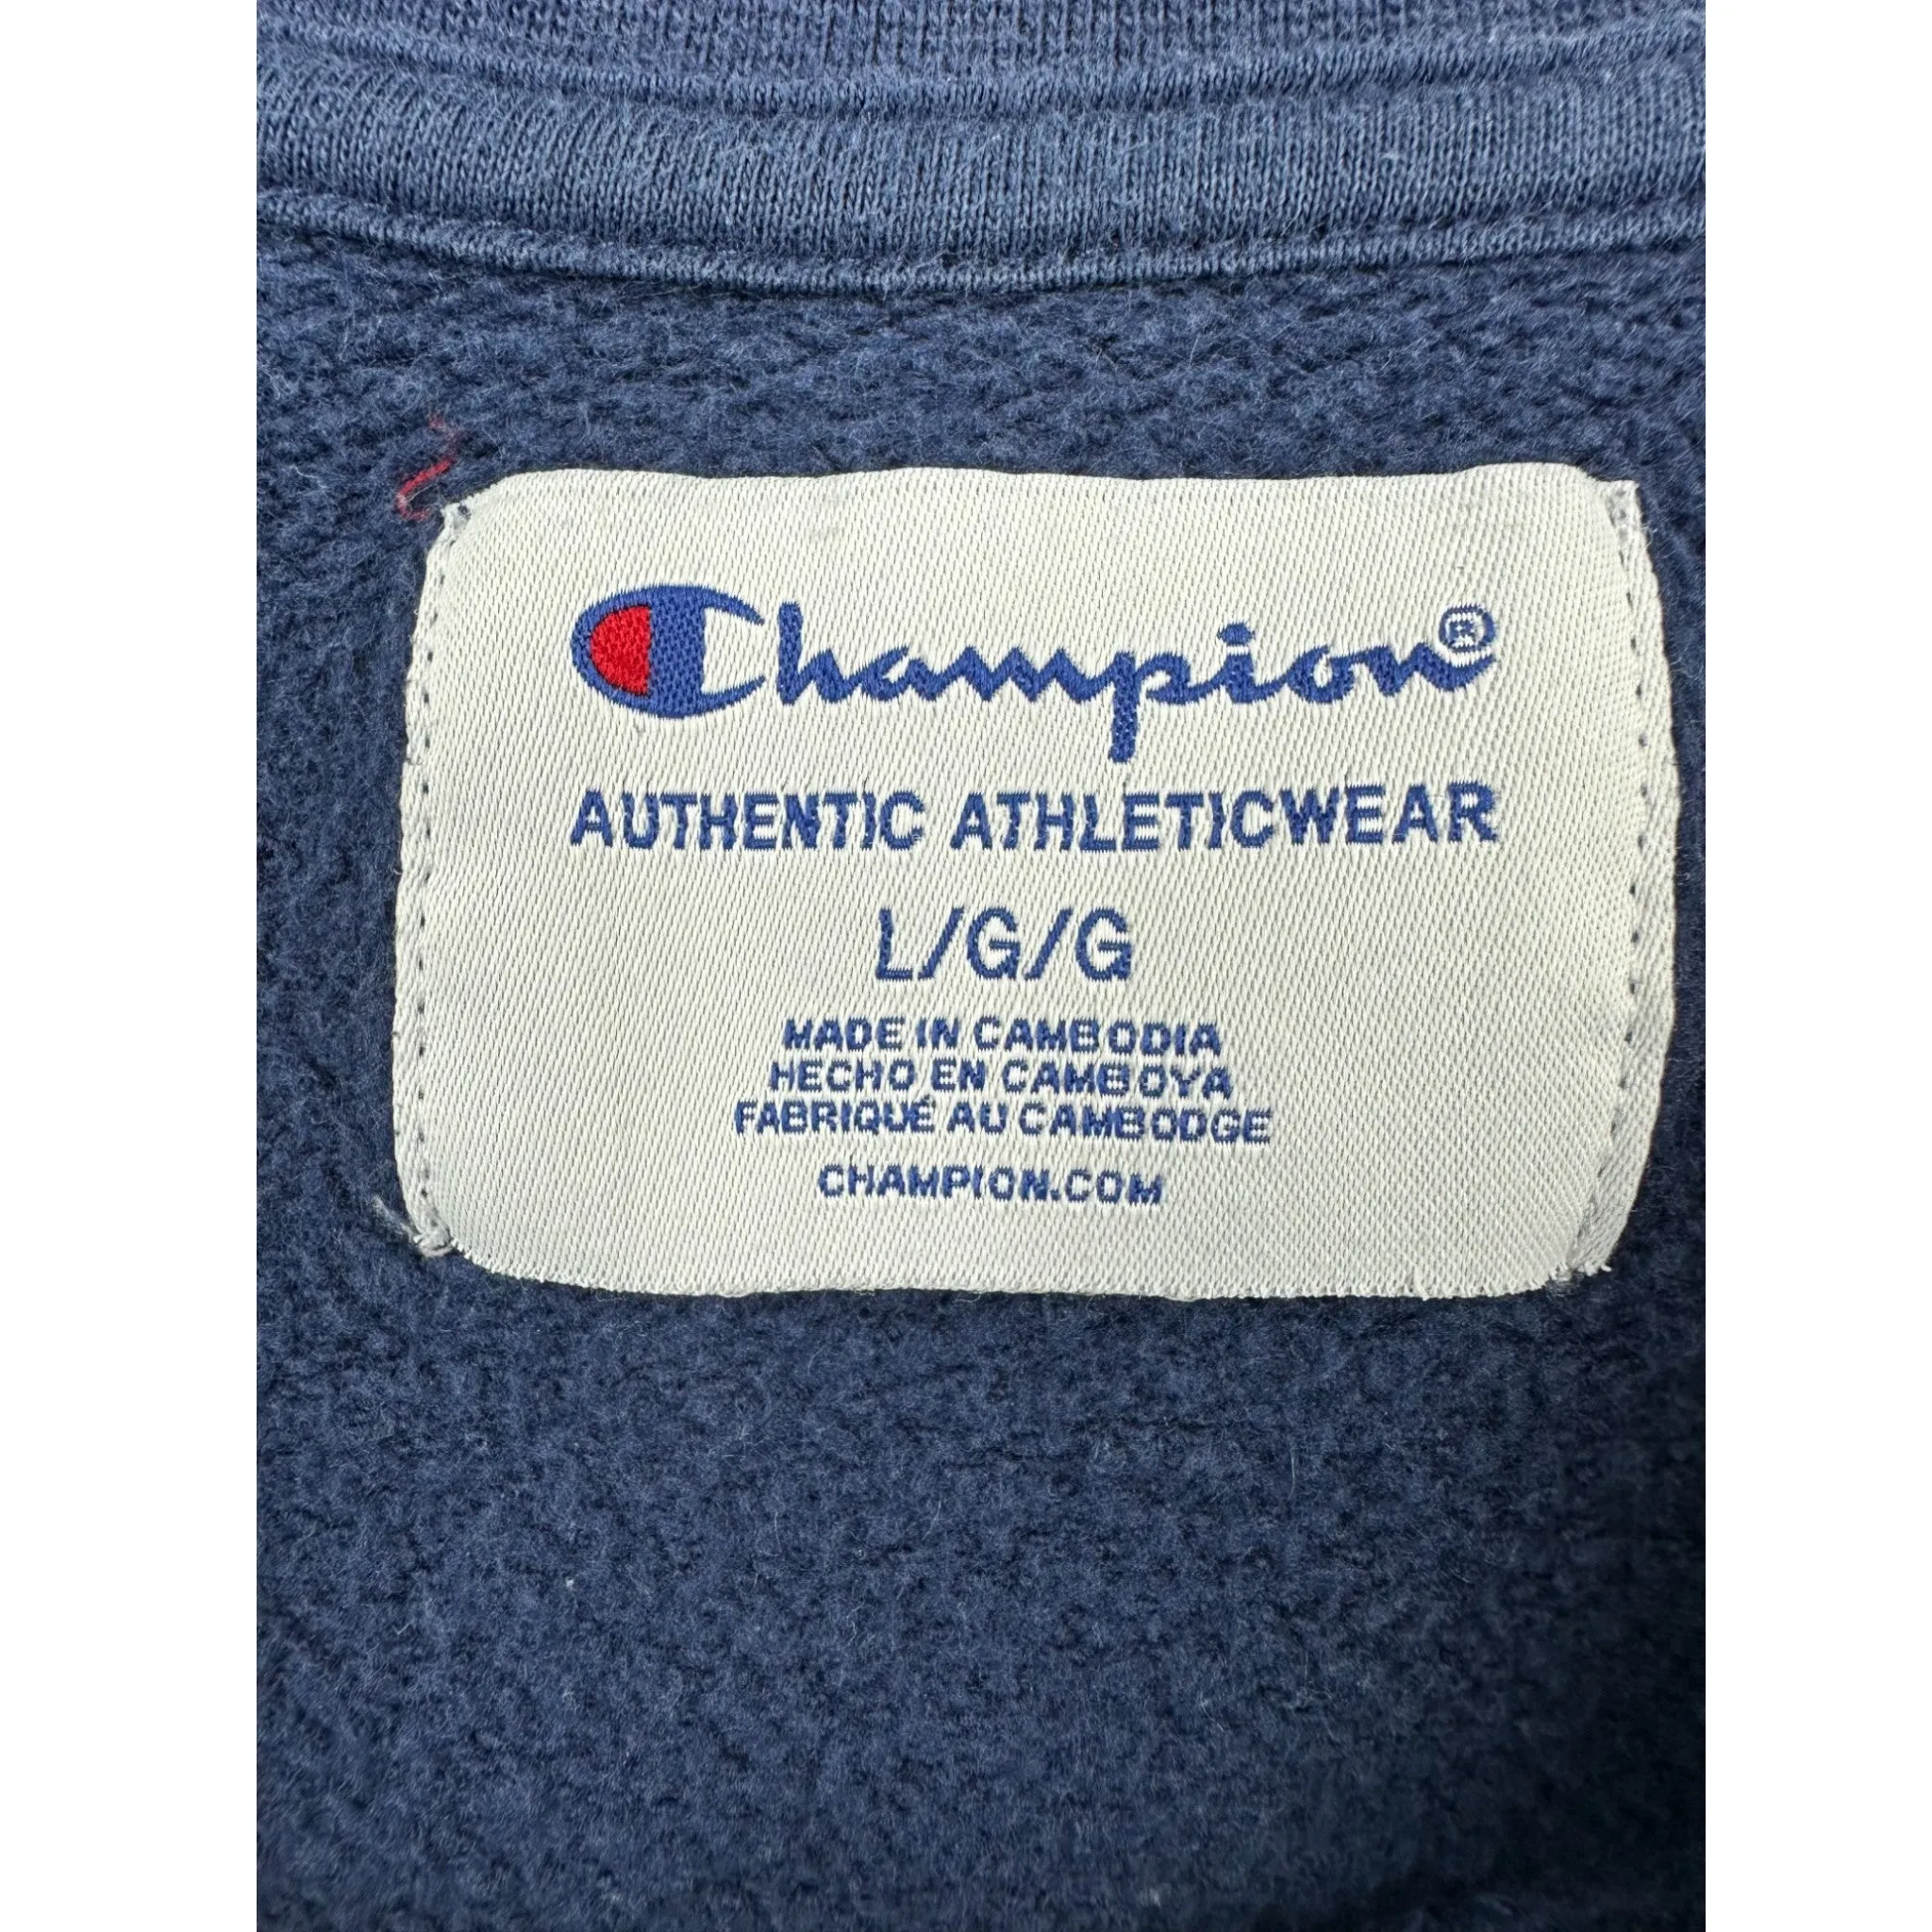 Champion®
AUTHENTIC ATHLETICWEAR
L/G/G
MADE IN CAMBODIA
HECHO EN CAMBOYA
FABRIQUÉ AU CAMBODGE
CHAMPION.COM